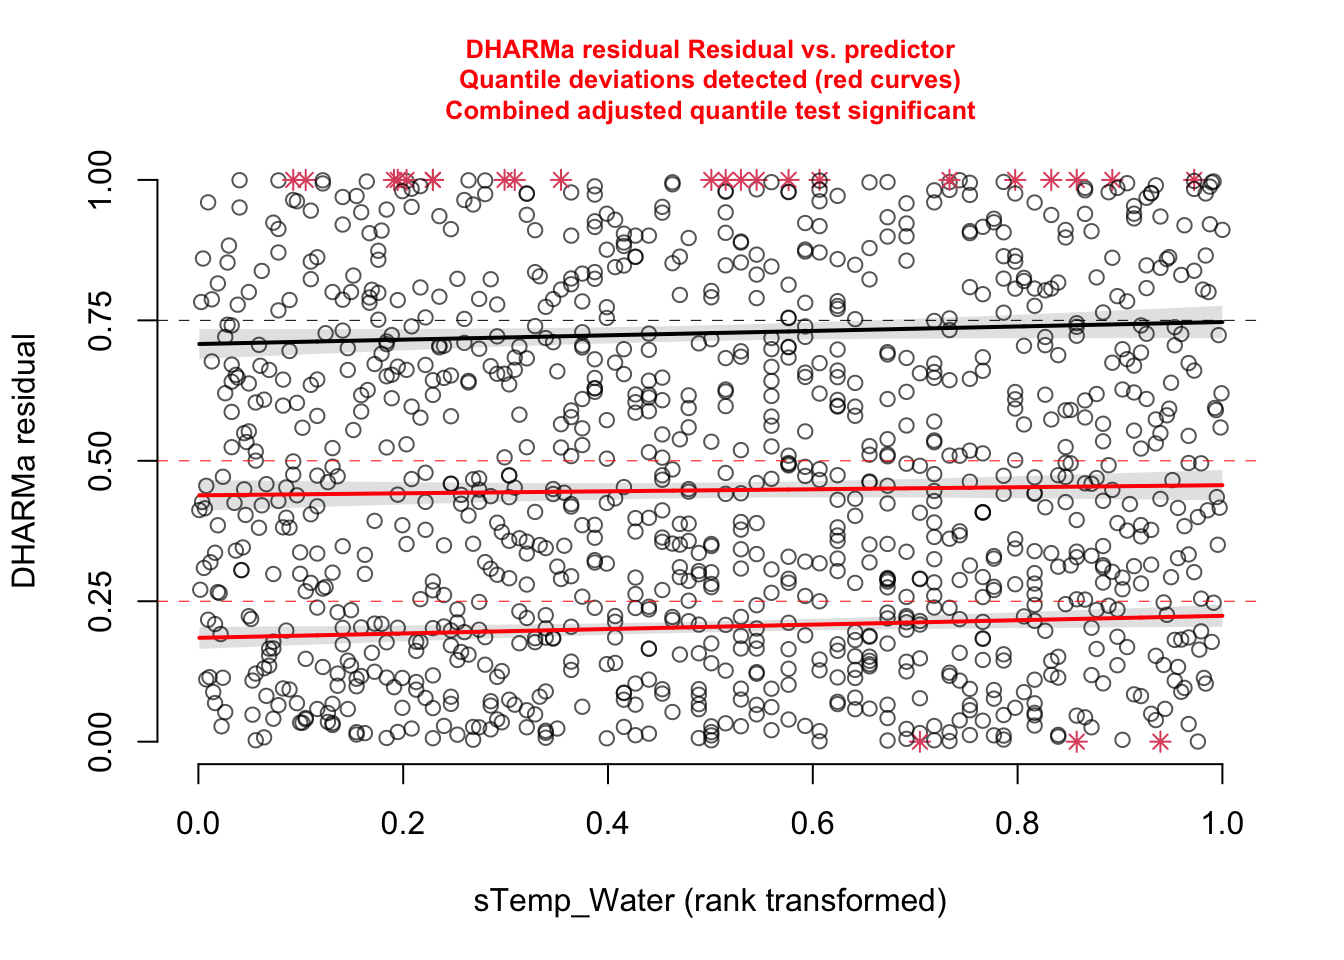 DHARMa residual Residual vs. predictor
Quantile deviations detected (red curves)
Combined adjusted quantile test significant
DHARMa residual
1.00
0.75
0.50
0.25
0.00
0.0 0.2 0.4 0.6 0.8 1.0
sTemp_Water (rank transformed)